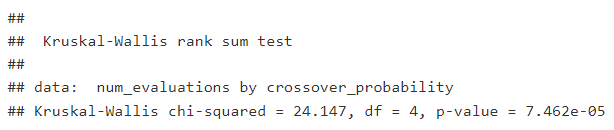 ##
##  Kruskal-Wallis rank sum test
##
## data:  num_evaluations by crossover_probability
## Kruskal-Wallis chi-squared = 24.147, df = 4, p-value = 7.462e-05